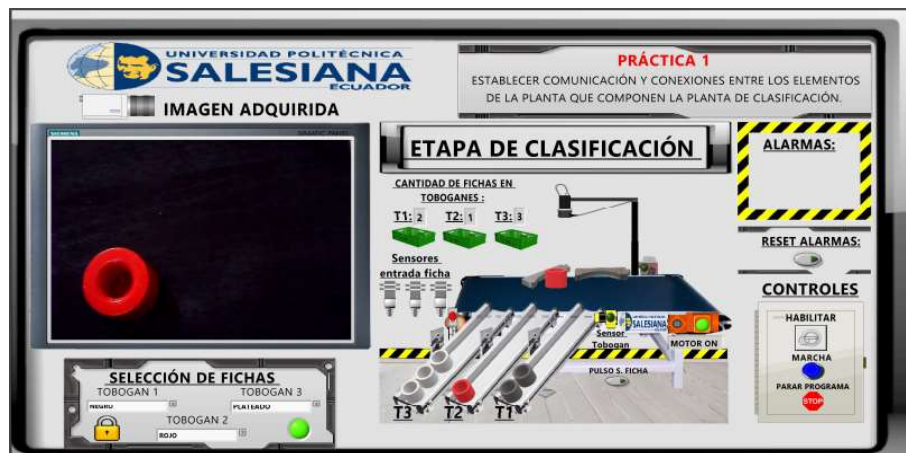 UNIVERSIDAD POLITÉCNICA
SALESIANA
ECUADOR
PRÁCTICA 1
ESTABLECER COMUNICACIÓN Y CONEXIONES ENTRE LOS ELEMENTOS
DE LA PLANTA QUE COMPONEN LA PLANTA DE CLASIFICACIÓN.
IMAGEN ADQUIRIDA
SIEMENS
ETAPA DE CLASIFICACIÓN
ALARMAS:
CANTIDAD DE FICHAS EN
TOBOGANES :
T1: 2 T2: 1 T3: 3
Sensores
entrada ficha
RESET ALARMAS:
CONTROLES
HABILITAR
SALESIANA
Sensor
Tobogan
MOTOR ON
MARCHA
PULSO S. FICHA
PARAR PROGRAMA
STOP
T3 T2 T1
SELECCIÓN DE FICHAS
TOBOGAN 1 TOBOGAN 3
NEGRO PLATEADO
TOBOGAN 2
ROJO